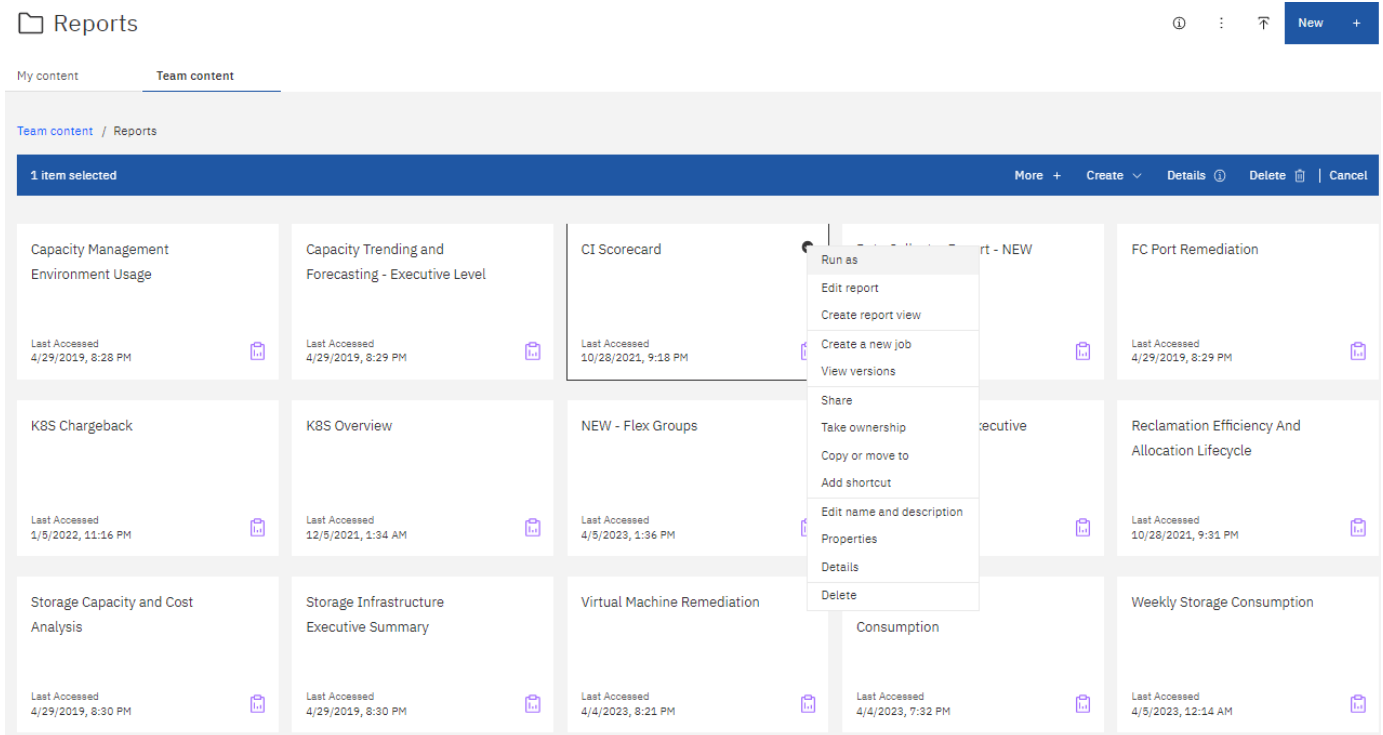 Reports
New +
My content
Team content
Team content / Reports
1 item selected
More +
Create
Details
Delete
Cancel
Capacity Management
Environment Usage
Last Accessed
4/29/2019, 8:28 PM
Capacity Trending and
Forecasting - Executive Level
Last Accessed
4/29/2019, 8:29 PM
CI Scorecard
Last Accessed
10/28/2021, 9:18 PM
Run as
Edit report
Create report view
Create a new job
View versions
Share
Take ownership
Copy or move to
Add shortcut
Edit name and description
Properties
Details
Delete
- NEW
FC Port Remediation
Last Accessed
4/29/2019, 8:29 PM
K8S Chargeback
Last Accessed
1/5/2022, 11:16 PM
K8S Overview
Last Accessed
12/5/2021, 1:34 AM
NEW - Flex Groups
Last Accessed
4/5/2023, 1:36 PM
Reclamation Efficiency And
Allocation Lifecycle
Last Accessed
10/28/2021, 9:31 PM
Storage Capacity and Cost
Analysis
Last Accessed
4/29/2019, 8:30 PM
Storage Infrastructure
Executive Summary
Last Accessed
4/29/2019, 8:30 PM
Virtual Machine Remediation
Last Accessed
4/4/2023, 8:21 PM
Consumption
Last Accessed
4/4/2023, 7:32 PM
Weekly Storage Consumption
Last Accessed
4/5/2023, 12:14 AM